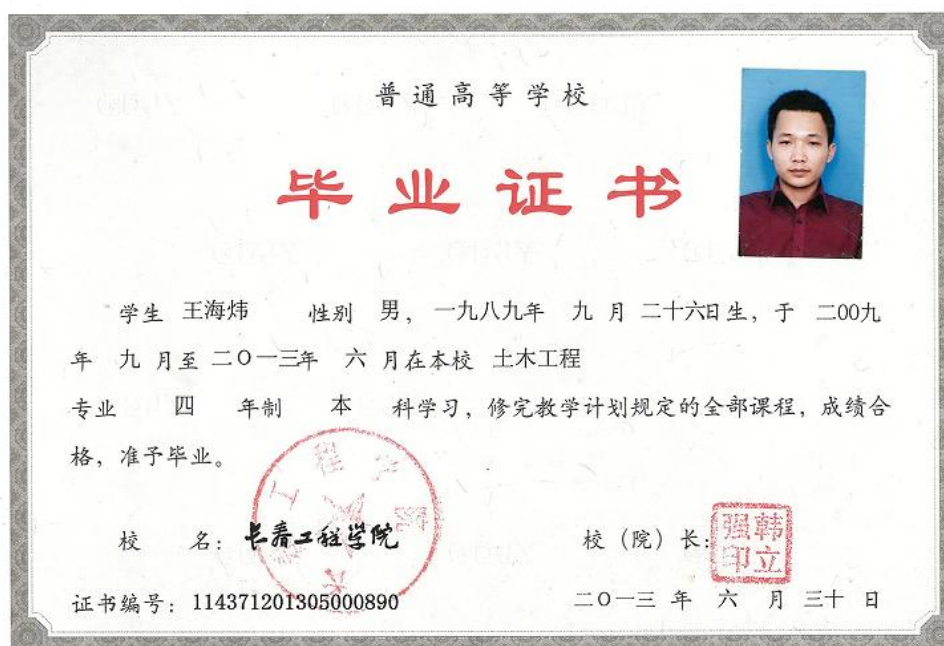 普通高等学校
毕业证书
学生 王海炜 性别 男，一九八九年 九 月 二十六日生，于 二00九
年 九 月至 二O一三年 六 月在本校 土木工程
专业 四 年制 本 科学习，修完教学计划规定的全部课程，成绩合
格，准予毕业。
校 名：长春工程学院
校（院）长：韩立强印
证书编号：114371201305000890
二O一三 年 六 月 三十 日